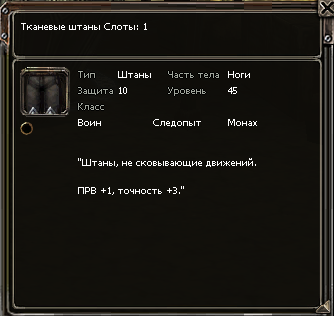 Тканевые штаны Слоты: 1
Тип Штаны Часть тела Ноги
Защита 10 Уровень 45
Класс
Воин Следопыт Монах
"Штаны, не сковывающие движений.
ПРВ +1, точность +3."